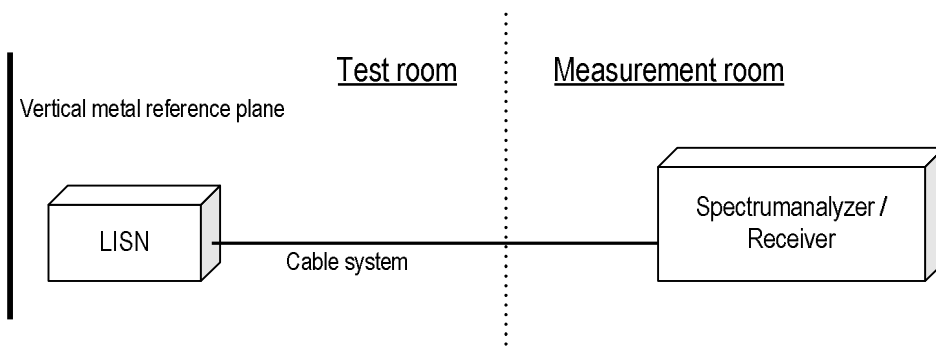 Test room
Measurement room
Vertical metal reference plane
LISN
Cable system
Spectrumanalyzer /
Receiver